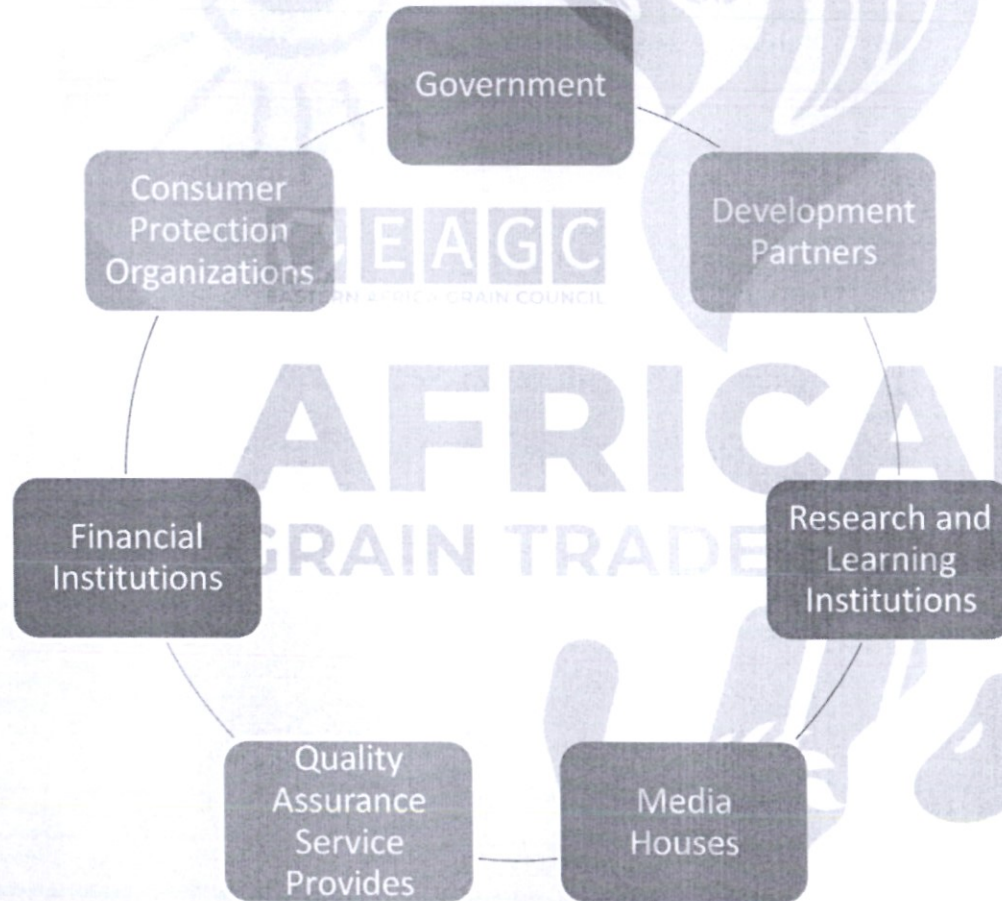 Government
Consumer
Protection
Organizations
Development
Partners
EAGC
EASTERN AFRICA GRAIN COUNCIL
AFRICA
GRAIN TRADE
Financial
Institutions
Research and
Learning
Institutions
Quality
Assurance
Service
Provides
Media
Houses